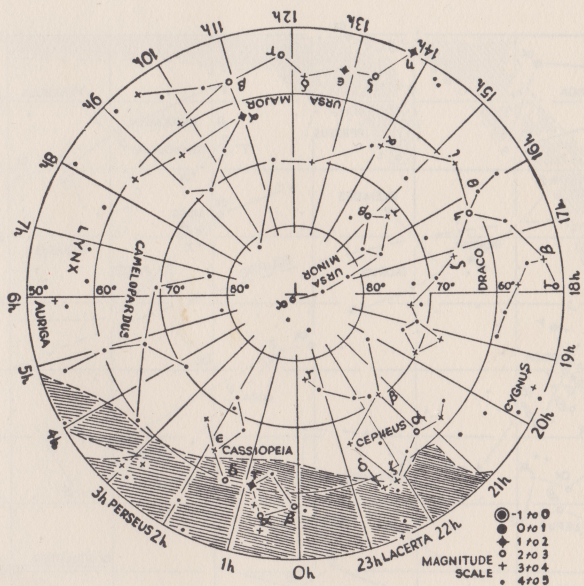 12h
11h
13h
10h
14h
9h
15h
8h
16h
7h
17h
6h
18h
5h
19h
4h
20h
3h
21h
2h
22h
1h
23h
0h
γ
β
δ
ε
ζ
η
α
URSA
MAJOR
α
ι
θ
η
β
γ
URSA
MINOR
α
DRACO
ζ
β
γ
LYNX
CAMELOPARDUS
AURIGA
50°
60°
70°
80°
80°
70°
60°
CYGNUS
γ
β
CEPHEUS
α
δ
ζ
ε
CASSIOPEIA
δ
γ
α
β
PERSEUS
LACERTA
MAGNITUDE
SCALE
-1 to 0
0 to 1
1 to 2
2 to 3
3 to 4
4 to 5